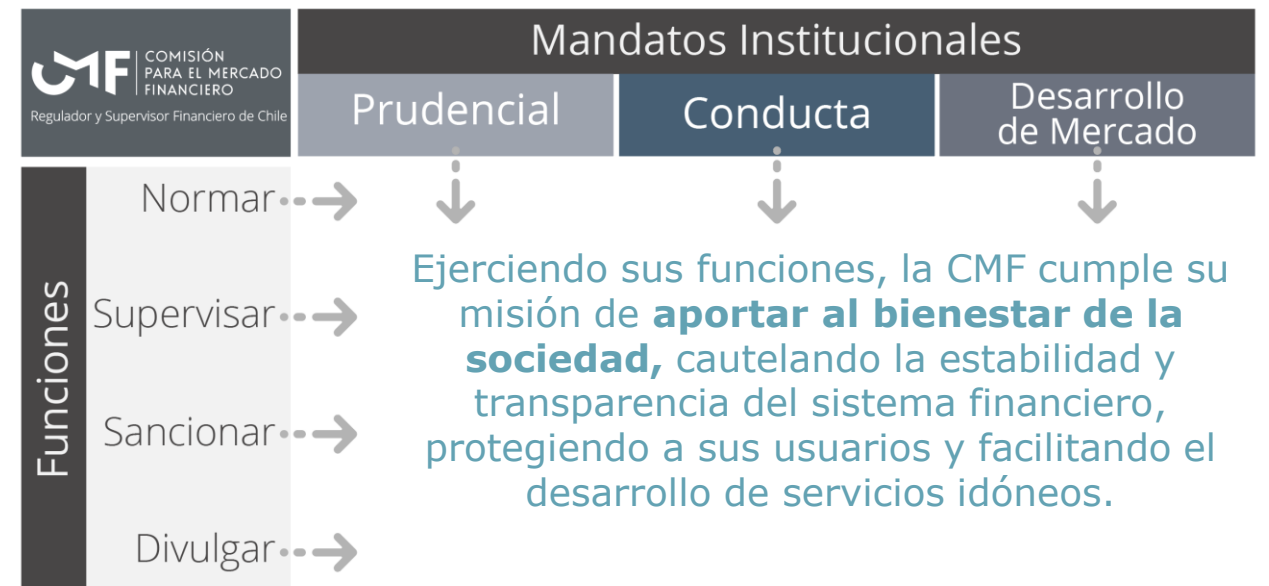 CMF
COMISIÓN
PARA EL MERCADO
FINANCIERO
Regulador y Supervisor Financiero de Chile
Mandatos Institucionales
Prudencial
Conducta
Desarrollo
de Mercado
Funciones
Normar
Supervisar
Sancionar
Divulgar
Ejerciendo sus funciones, la CMF cumple su
misión de aportar al bienestar de la
sociedad, cautelando la estabilidad y
transparencia del sistema financiero,
protegiendo a sus usuarios y facilitando el
desarrollo de servicios idóneos.